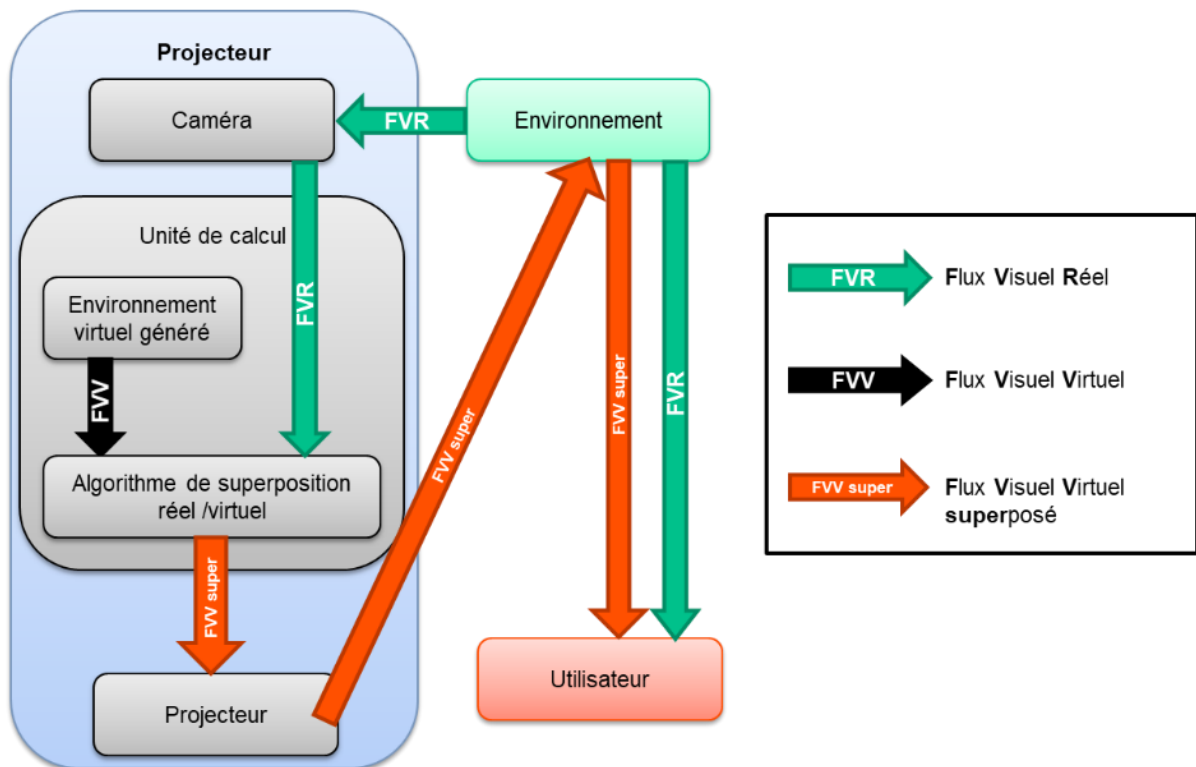 Projecteur
Caméra
FVR
Environnement
Unité de calcul
FVR
Environnement
virtuel généré
FVV
Algorithme de superposition
réel /virtuel
FVV super
Projecteur
FVV super
FVV super
FVR
Utilisateur
FVR
Flux Visuel Réel
FVV
Flux Visuel Virtuel
FVV super
Flux Visuel Virtuel
superposé